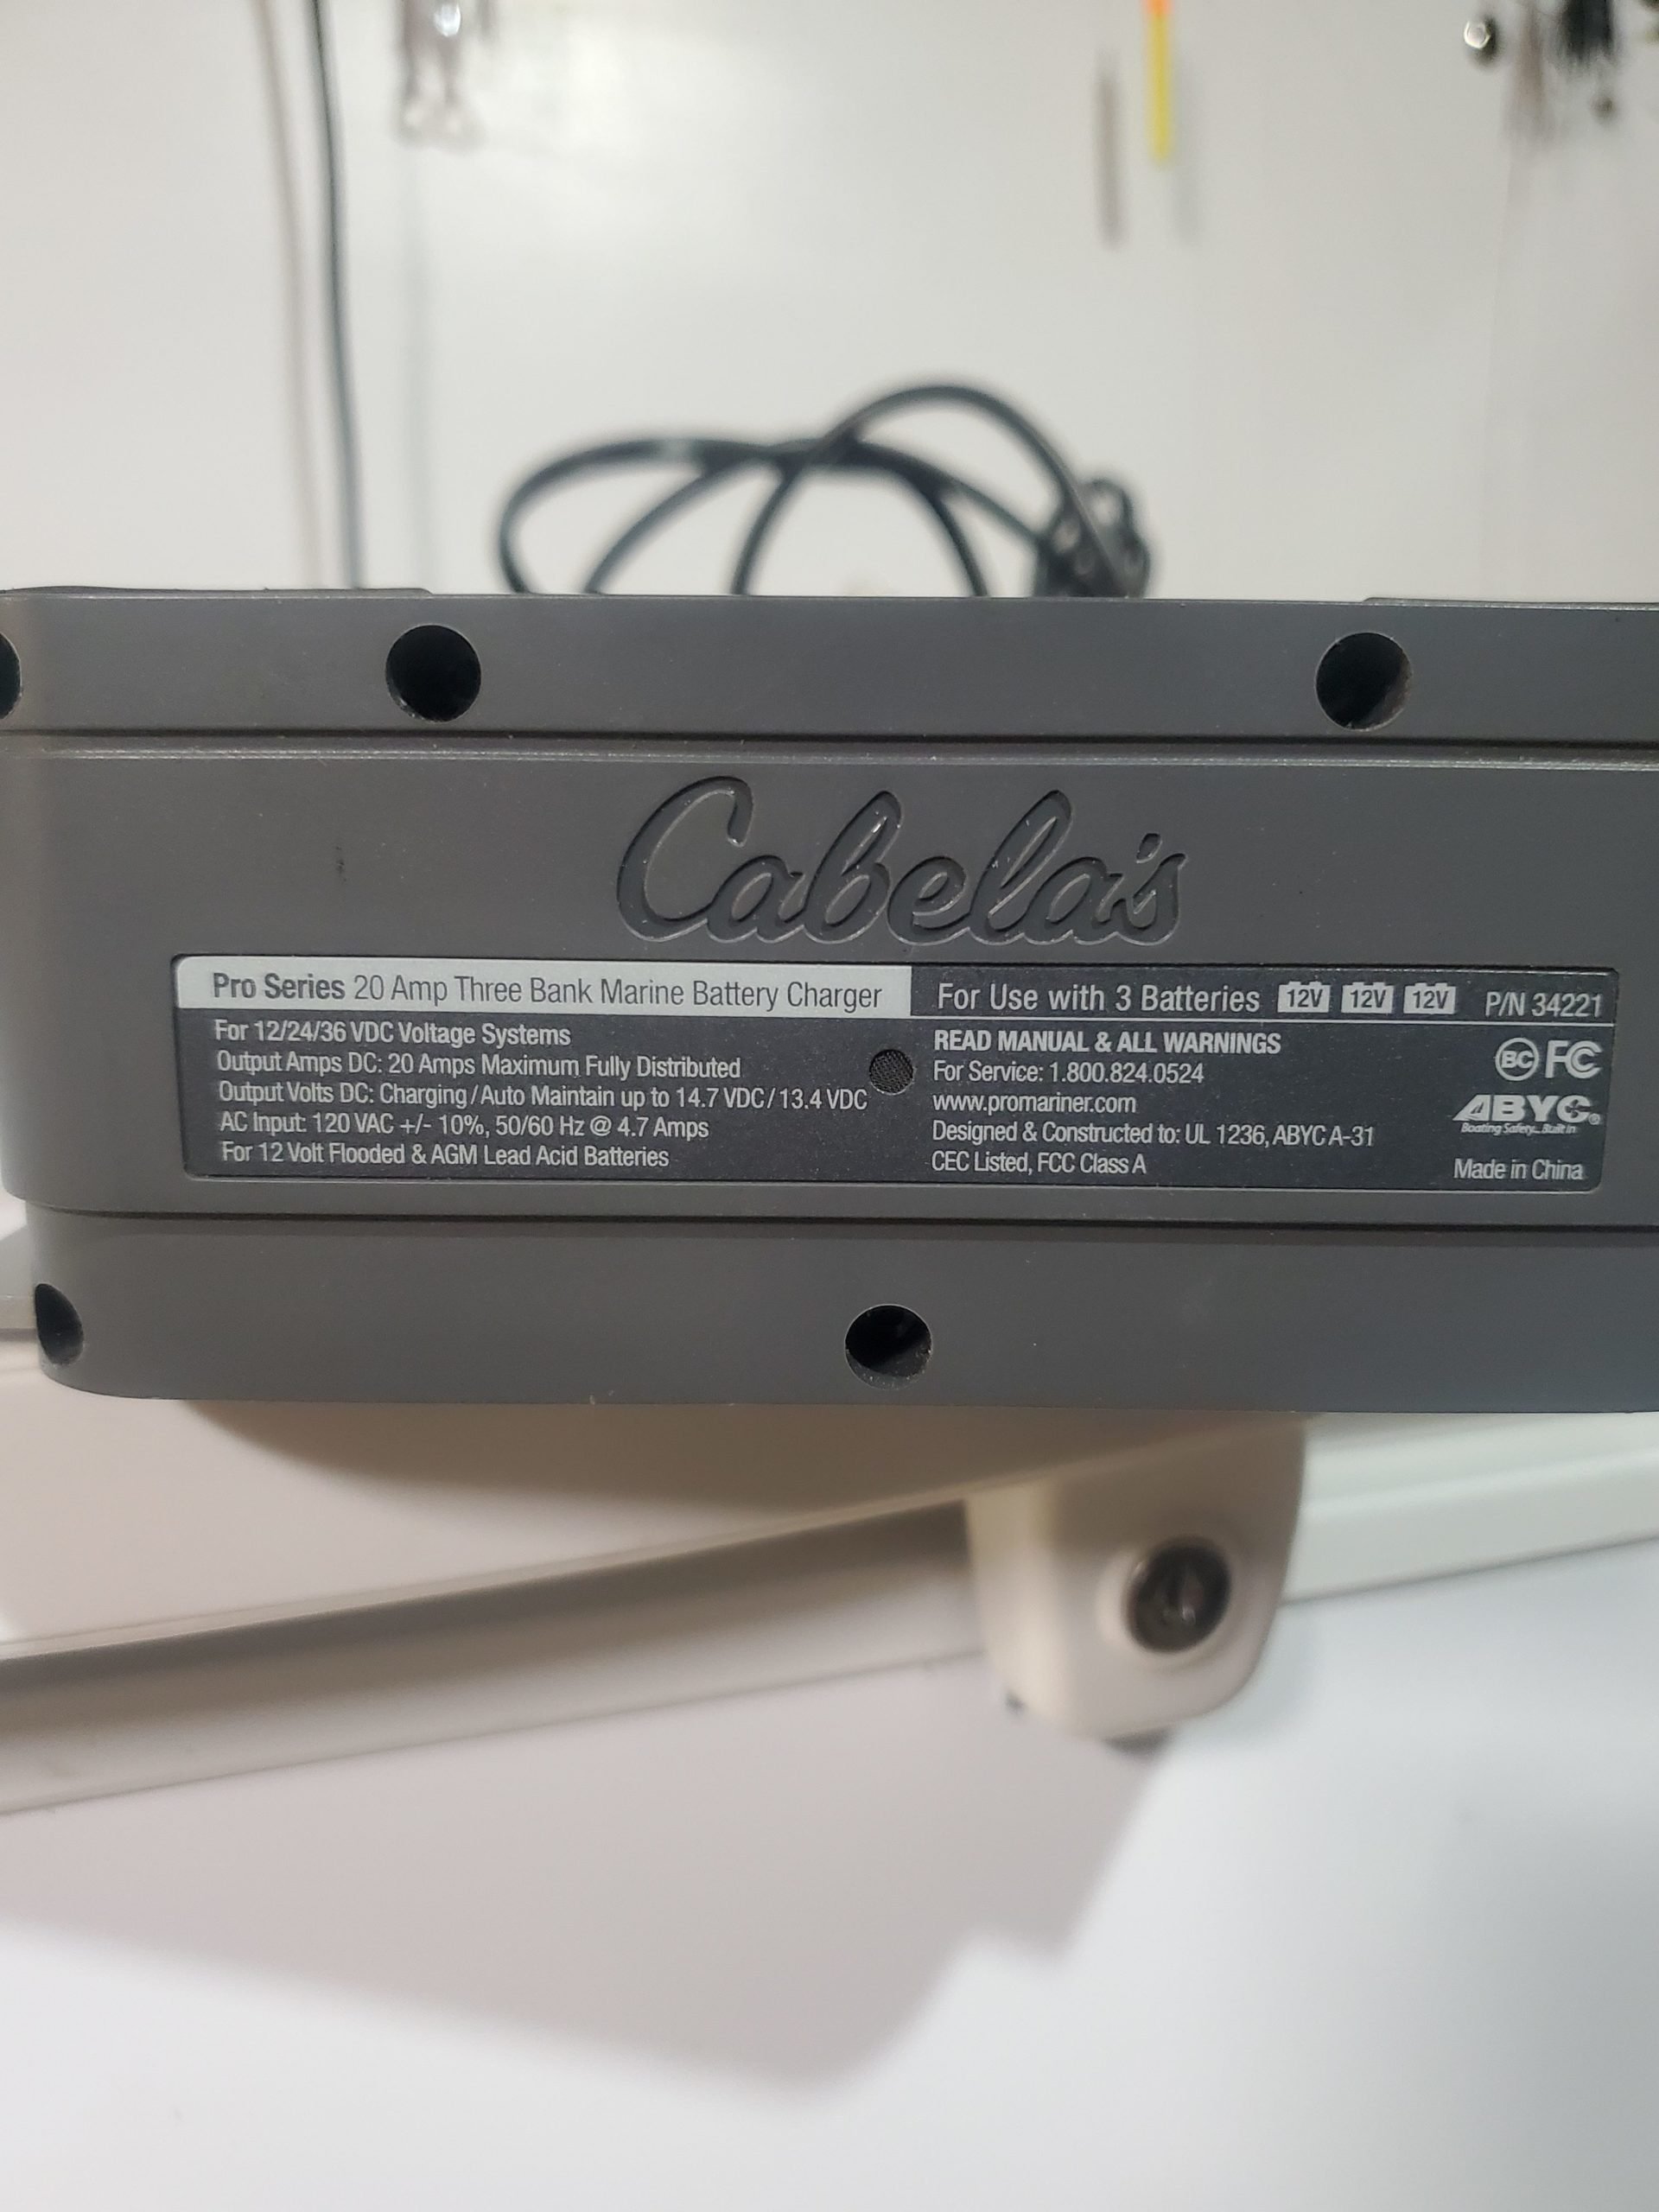 Cabela's
Pro Series 20 Amp Three Bank Marine Battery Charger
For 12/24/36 VDC Voltage Systems
Output Amps DC: 20 Amps Maximum Fully Distributed
Output Volts DC: Charging/Auto Maintain up to 14.7 VDC/13.4 VDC
AC Input: 120 VAC +/- 10%, 50/60 Hz @ 4.7 Amps
For 12 Volt Flooded & AGM Lead Acid Batteries
For Use with 3 Batteries 12V 12V 12V P/N 34221
READ MANUAL & ALL WARNINGS
For Service: 1.800.824.0524
www.promariner.com
Designed & Constructed to: UL 1236, ABYC A-31
CEC Listed, FCC Class A
BC FC
ABYC®
Boating Safety... Built In
Made in China